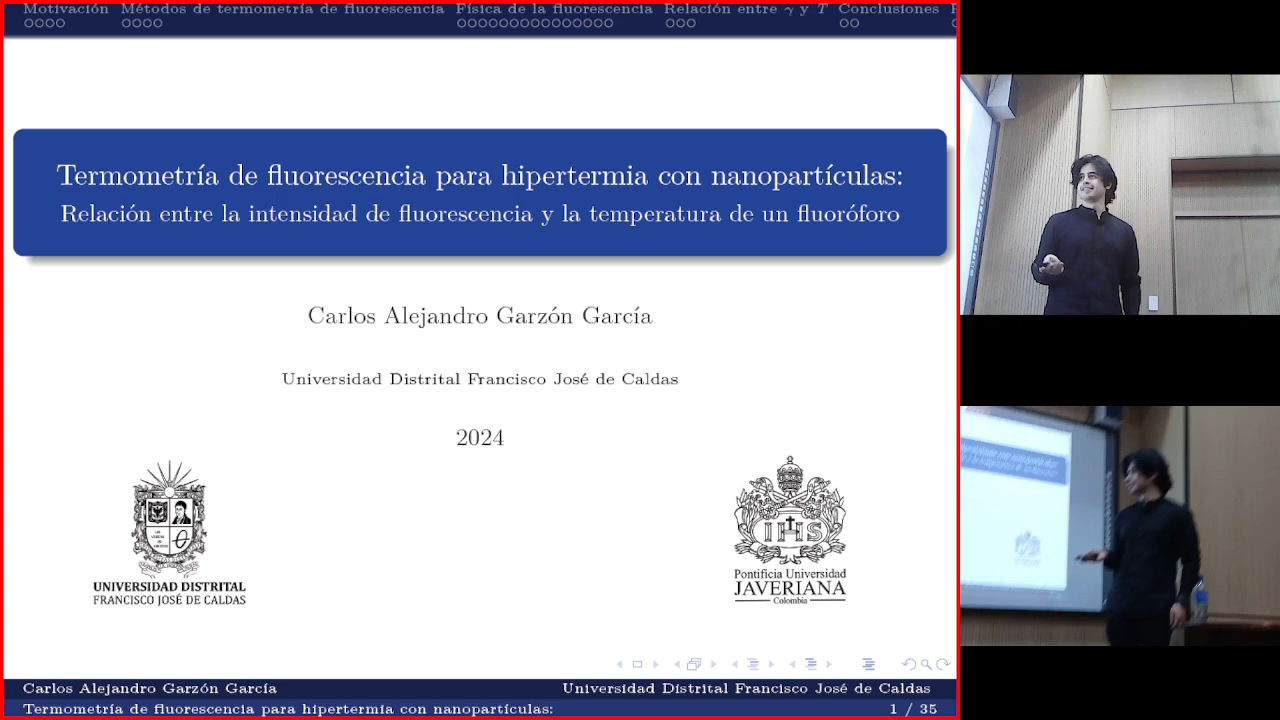 Motivación Métodos de termometría de fluorescencia Física de la fluorescencia Relación entre γ y T Conclusiones
Termometría de fluorescencia para hipertermia con nanopartículas:
Relación entre la intensidad de fluorescencia y la temperatura de un fluoróforo
Carlos Alejandro Garzón García
Universidad Distrital Francisco José de Caldas
2024
IHS
UNIVERSIDAD DISTRITAL
FRANCISCO JOSÉ DE CALDAS
Pontificia Universidad
JAVERIANA
Colombia
Carlos Alejandro Garzón García Universidad Distrital Francisco José de Caldas
Termometría de fluorescencia para hipertermia con nanopartículas: 1 / 35